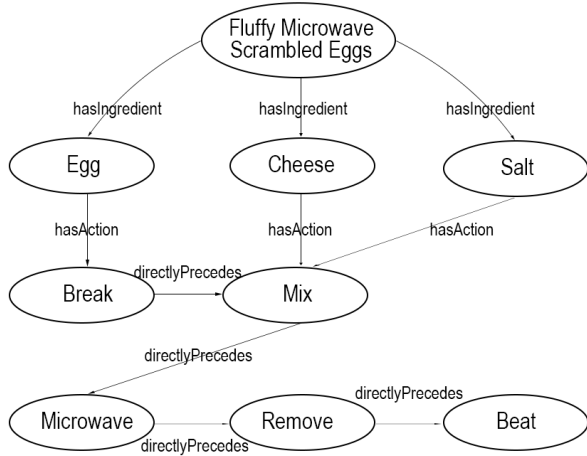 Fluffy Microwave
Scrambled Eggs
hasIngredient
hasIngredient
hasIngredient
Egg
Cheese
Salt
hasAction
hasAction
hasAction
directlyPrecedes
Break
Mix
directlyPrecedes
directlyPrecedes
Microwave
Remove
Beat
directlyPrecedes